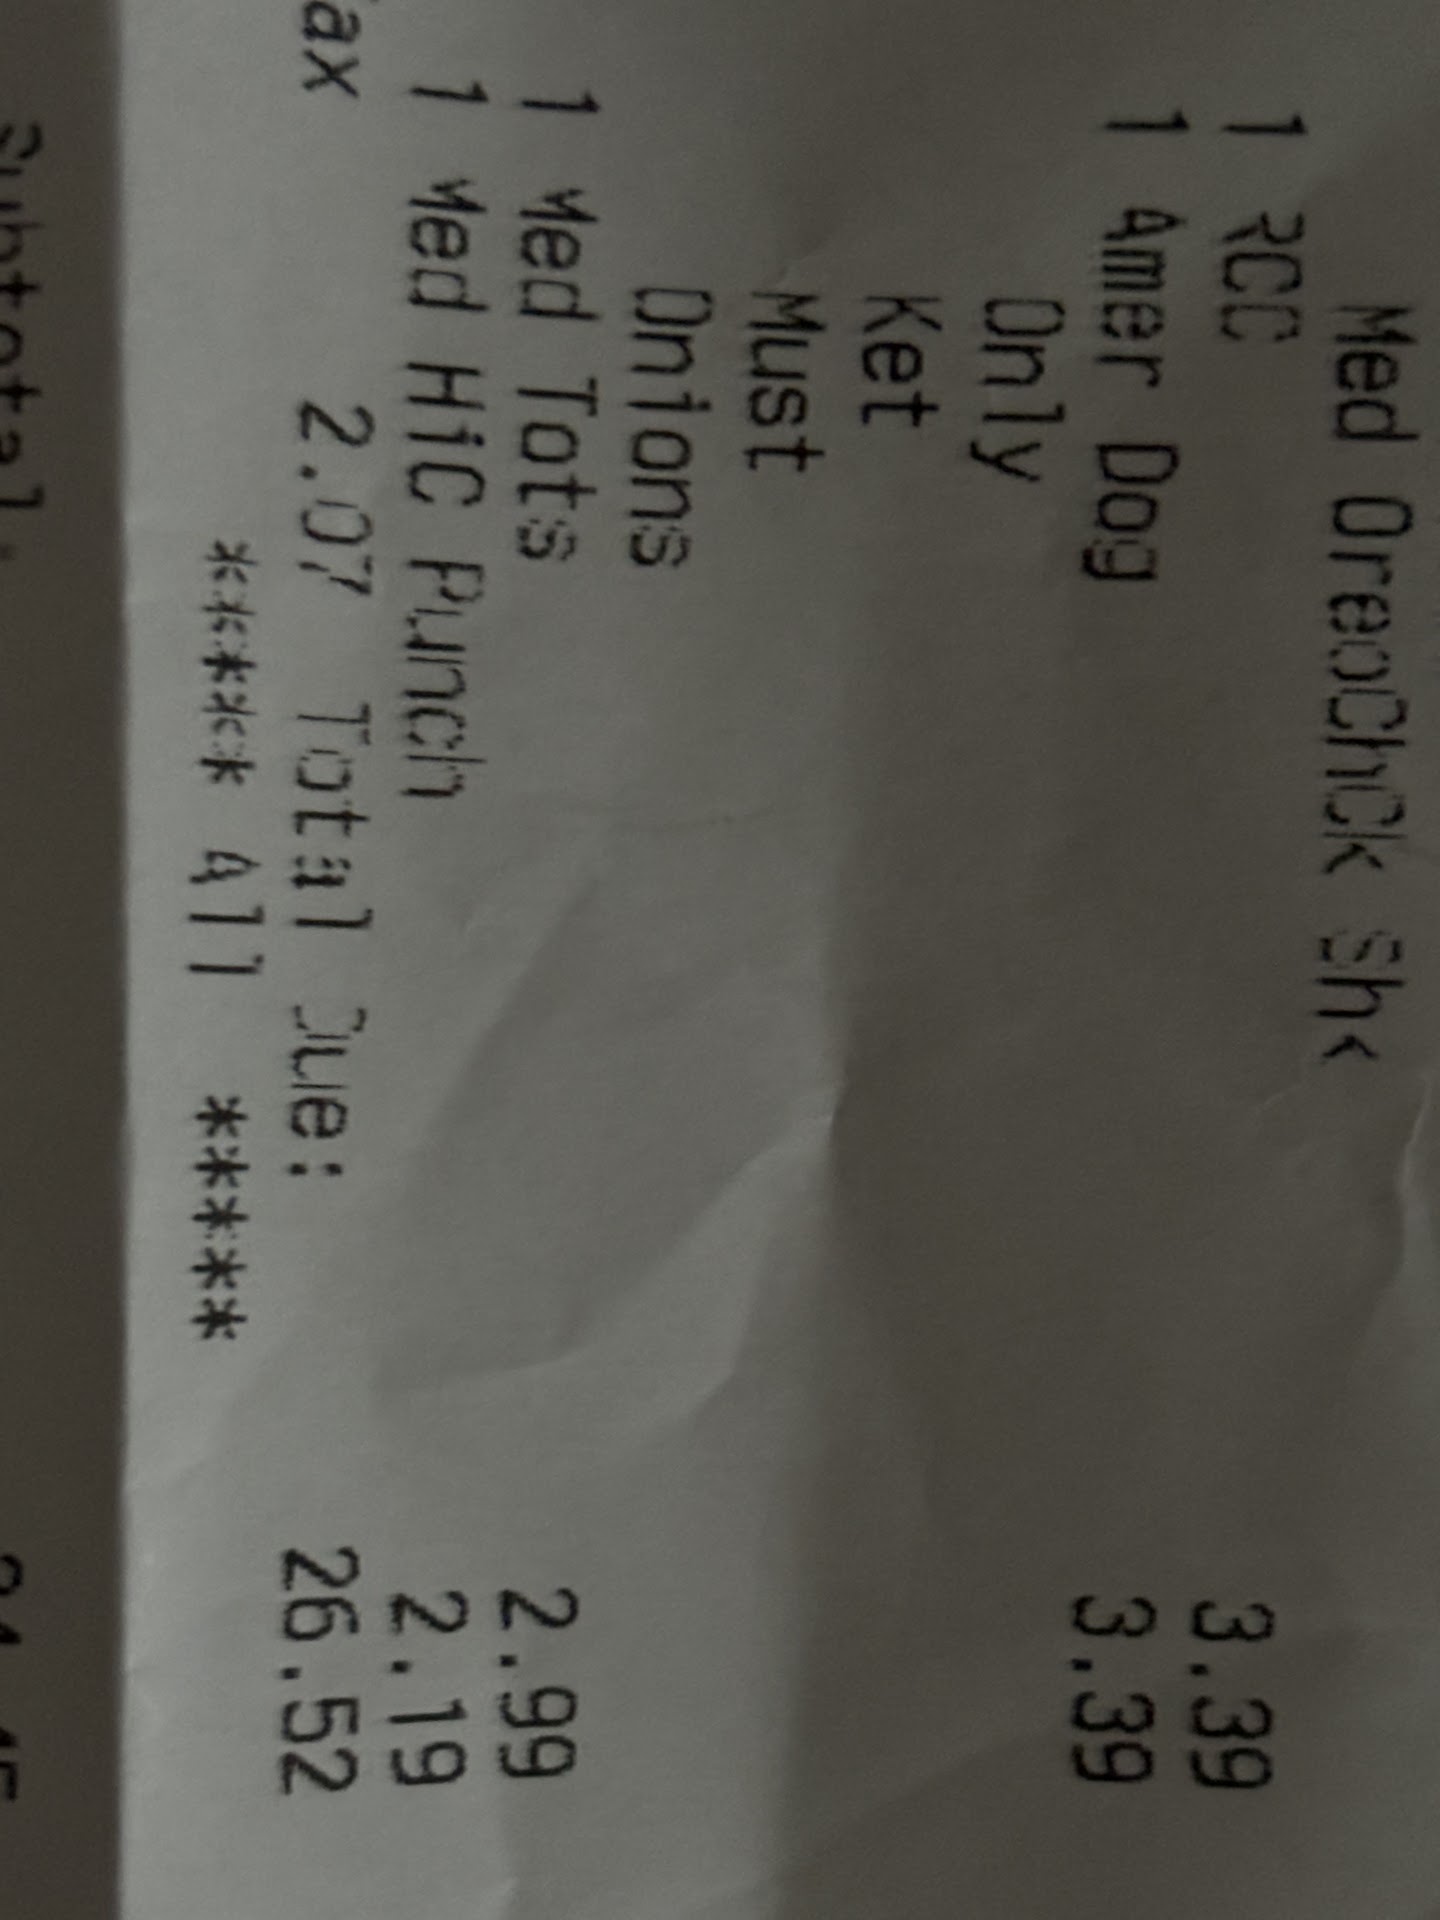 Med OreoChck Shk
1 RCC 3.39
1 Amer Dog 3.39
Only
Ket
Must
Onions
1 Med Tots 2.99
1 Med HiC Punch 2.19
ax 2.07 Total Due: 26.52
***** All *****
Subtotal: